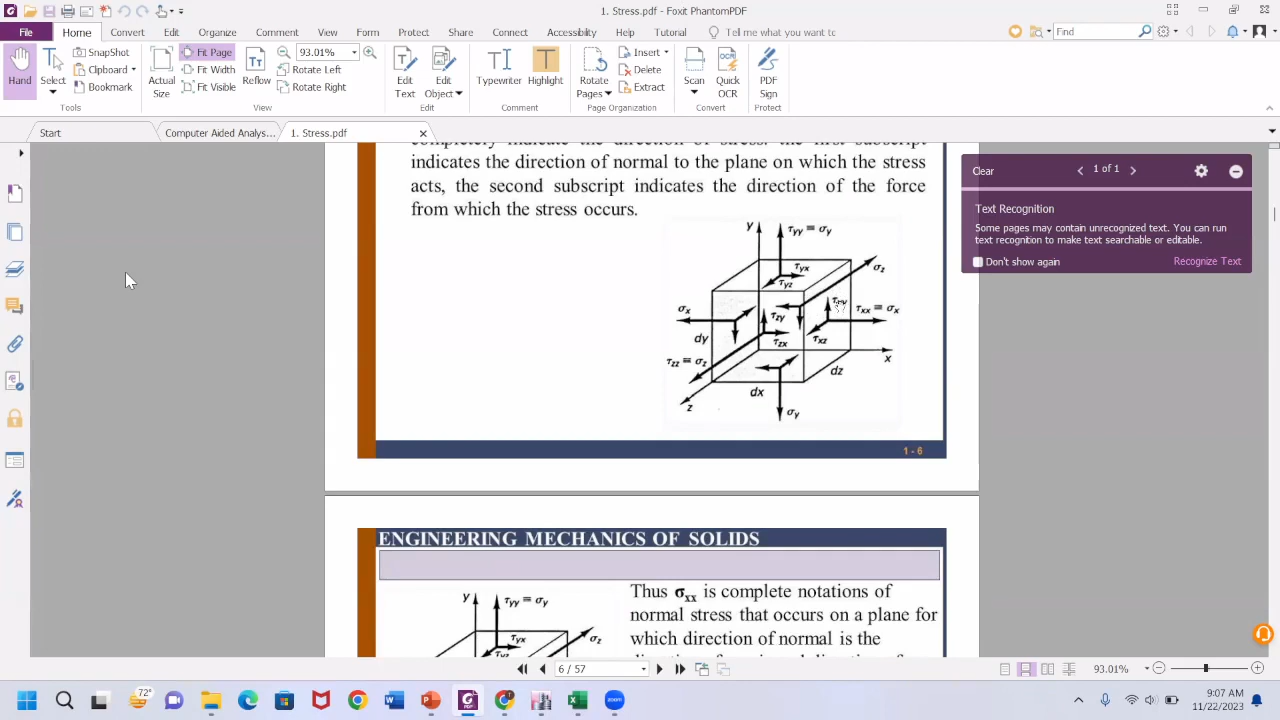 1. Stress.pdf - Foxit PhantomPDF
File Home Convert Edit Organize Comment View Form Protect Share Connect Accessibility Help Tutorial Tell me what you want to Find
Hand
Select
SnapShot
Clipboard
Bookmark
Tools
Actual Size
Fit Page
Fit Width
Fit Visible
Reflow
93.01%
Rotate Left
Rotate Right
View
Edit Text
Edit Object
Edit
Typewriter
Highlight
Comment
Rotate Pages
Insert
Delete
Extract
Page Organization
Scan
Quick OCR
Convert
PDF Sign
Protect
Start
Computer Aided Analys...
1. Stress.pdf
completely indicate the direction of stress. the first subscript
indicates the direction of normal to the plane on which the stress
acts, the second subscript indicates the direction of the force
from which the stress occurs.
y
τyy = σy
τyx
τyz
σz
σx
τxy
τxx = σx
τzy
dy
τzx
τxz
τzz = σz
x
dz
dx
z
σy
1 - 6
Clear
1 of 1
Text Recognition
Some pages may contain unrecognized text. You can run
text recognition to make text searchable or editable.
Don't show again
Recognize Text
ENGINEERING MECHANICS OF SOLIDS
y
τyy = σy
τyx
σz
τyz
Thus σxx is complete notations of
normal stress that occurs on a plane for
which direction of normal is the
6 / 57
93.01%
72°
9:07 AM
11/22/2023